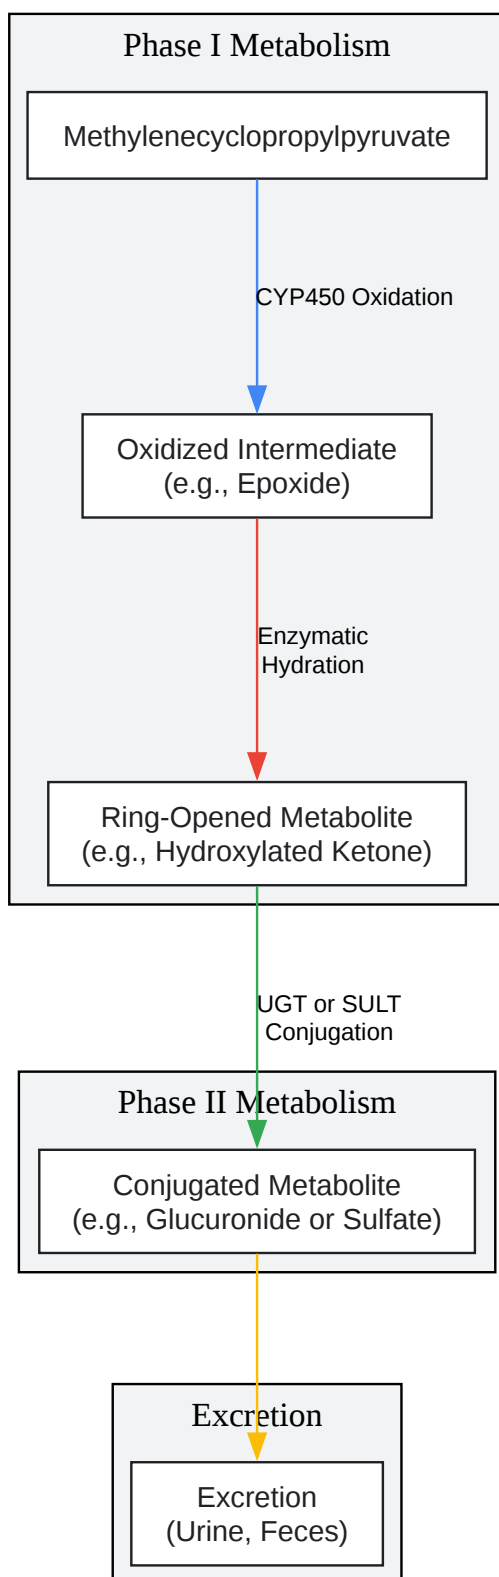 Phase I Metabolism
Methylenecyclopropylpyruvate
CYP450 Oxidation
Oxidized Intermediate
(e.g., Epoxide)
Enzymatic
Hydration
Ring-Opened Metabolite
(e.g., Hydroxylated Ketone)
UGT or SULT
Conjugation
Phase II Metabolism
Conjugated Metabolite
(e.g., Glucuronide or Sulfate)
Excretion
Excretion
(Urine, Feces)